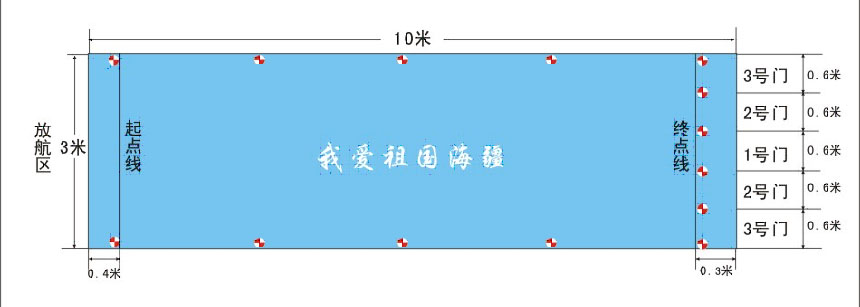 10米
放航区
3米
起点线
我爱祖国海疆
终点线
3号门
0.6米
2号门
0.6米
1号门
0.6米
2号门
0.6米
3号门
0.6米
0.4米
0.3米